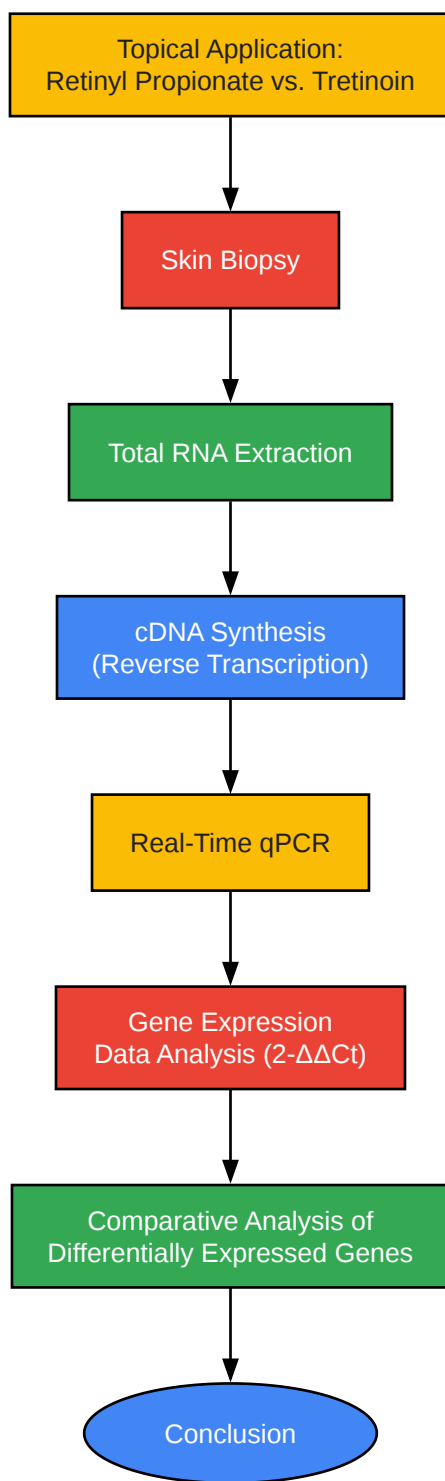 Topical Application:
Retinyl Propionate vs. Tretinoin
Skin Biopsy
Total RNA Extraction
cDNA Synthesis
(Reverse Transcription)
Real-Time qPCR
Gene Expression
Data Analysis (2-ΔΔCt)
Comparative Analysis of
Differentially Expressed Genes
Conclusion